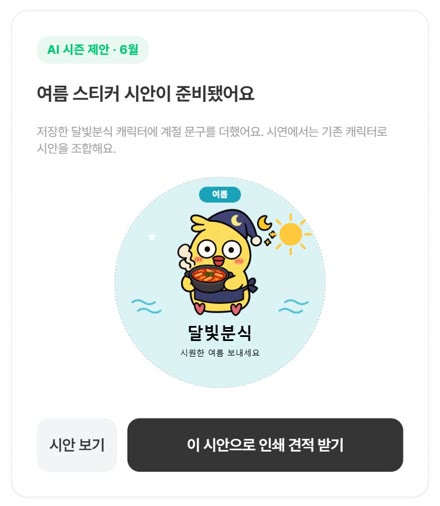 AI 시즌 제안 · 6월
여름 스티커 시안이 준비됐어요
저장한 달빛분식 캐릭터에 계절 문구를 더했어요. 시연에서는 기존 캐릭터로
시안을 조합해요.
여름
달빛분식
시원한 여름 보내세요
시안 보기
이 시안으로 인쇄 견적 받기